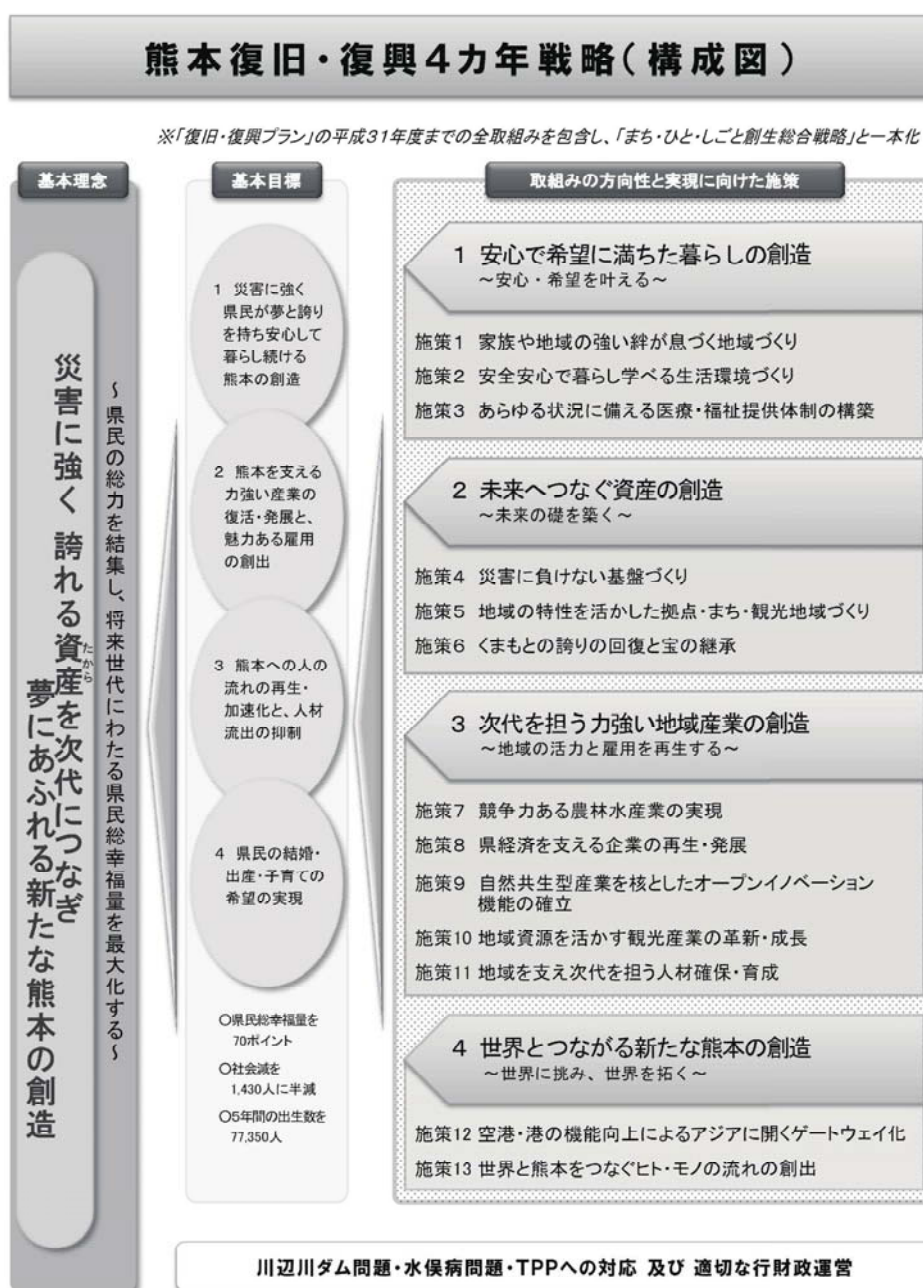 熊本復旧・復興4カ年戦略(構成図)
※「復旧・復興プラン」の平成31年度までの全取組みを包含し、「まち・ひと・しごと創生総合戦略」と一本化
基本理念
災害に強く 誇れる資産を次代につなぎ
たから
夢にあふれる新たな熊本の創造
~県民の総力を結集し、将来世代にわたる県民総幸福量を最大化する~
基本目標
1 災害に強く
県民が夢と誇り
を持ち安心して
暮らし続ける
熊本の創造
2 熊本を支える
力強い産業の
復活・発展と、
魅力ある雇用
の創出
3 熊本への人の
流れの再生・
加速化と、人材
流出の抑制
4 県民の結婚・
出産・子育ての
希望の実現
〇県民総幸福量を
70ポイント
〇社会減を
1,430人に半減
〇5年間の出生数を
77,350人
取組みの方向性と実現に向けた施策
1 安心で希望に満ちた暮らしの創造
~安心・希望を叶える~
施策1 家族や地域の強い絆が息づく地域づくり
施策2 安全安心で暮らし学べる生活環境づくり
施策3 あらゆる状況に備える医療・福祉提供体制の構築
2 未来へつなぐ資産の創造
~未来の礎を築く~
施策4 災害に負けない基盤づくり
施策5 地域の特性を活かした拠点・まち・観光地域づくり
施策6 くまもとの誇りの回復と宝の継承
3 次代を担う力強い地域産業の創造
~地域の活力と雇用を再生する~
施策7 競争力ある農林水産業の実現
施策8 県経済を支える企業の再生・発展
施策9 自然共生型産業を核としたオープンイノベーション
機能の確立
施策10 地域資源を活かす観光産業の革新・成長
施策11 地域を支え次代を担う人材確保・育成
4 世界とつながる新たな熊本の創造
~世界に挑み、世界を拓く~
施策12 空港・港の機能向上によるアジアに開くゲートウェイ化
施策13 世界と熊本をつなぐヒト・モノの流れの創出
川辺川ダム問題・水俣病問題・TPPへの対応 及び 適切な行財政運営